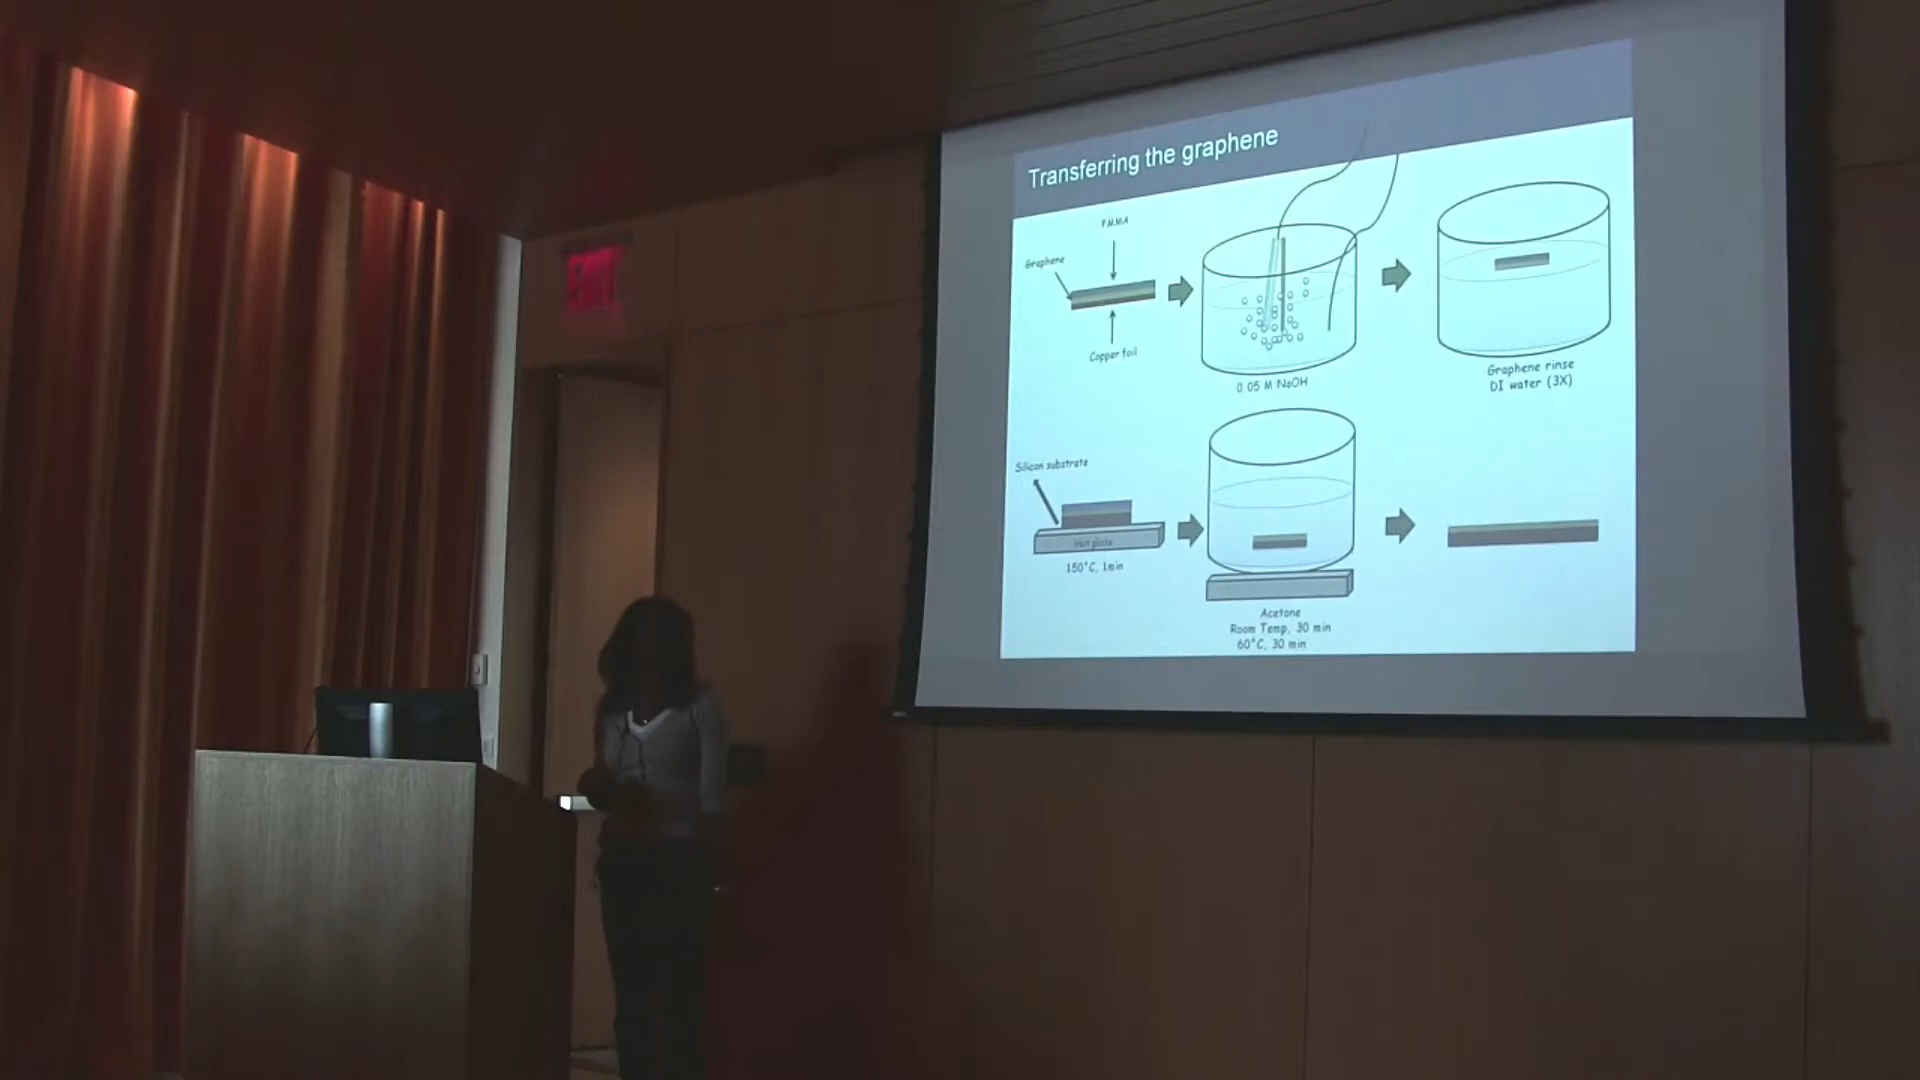 EXIT
Transferring the graphene
PMMA
Graphene
Copper foil
0.05 M NaOH
Graphene rinse
DI water (3X)
Silicon substrate
Hot plate
150°C, 1min
Acetone
Room Temp, 30 min
60°C, 30 min